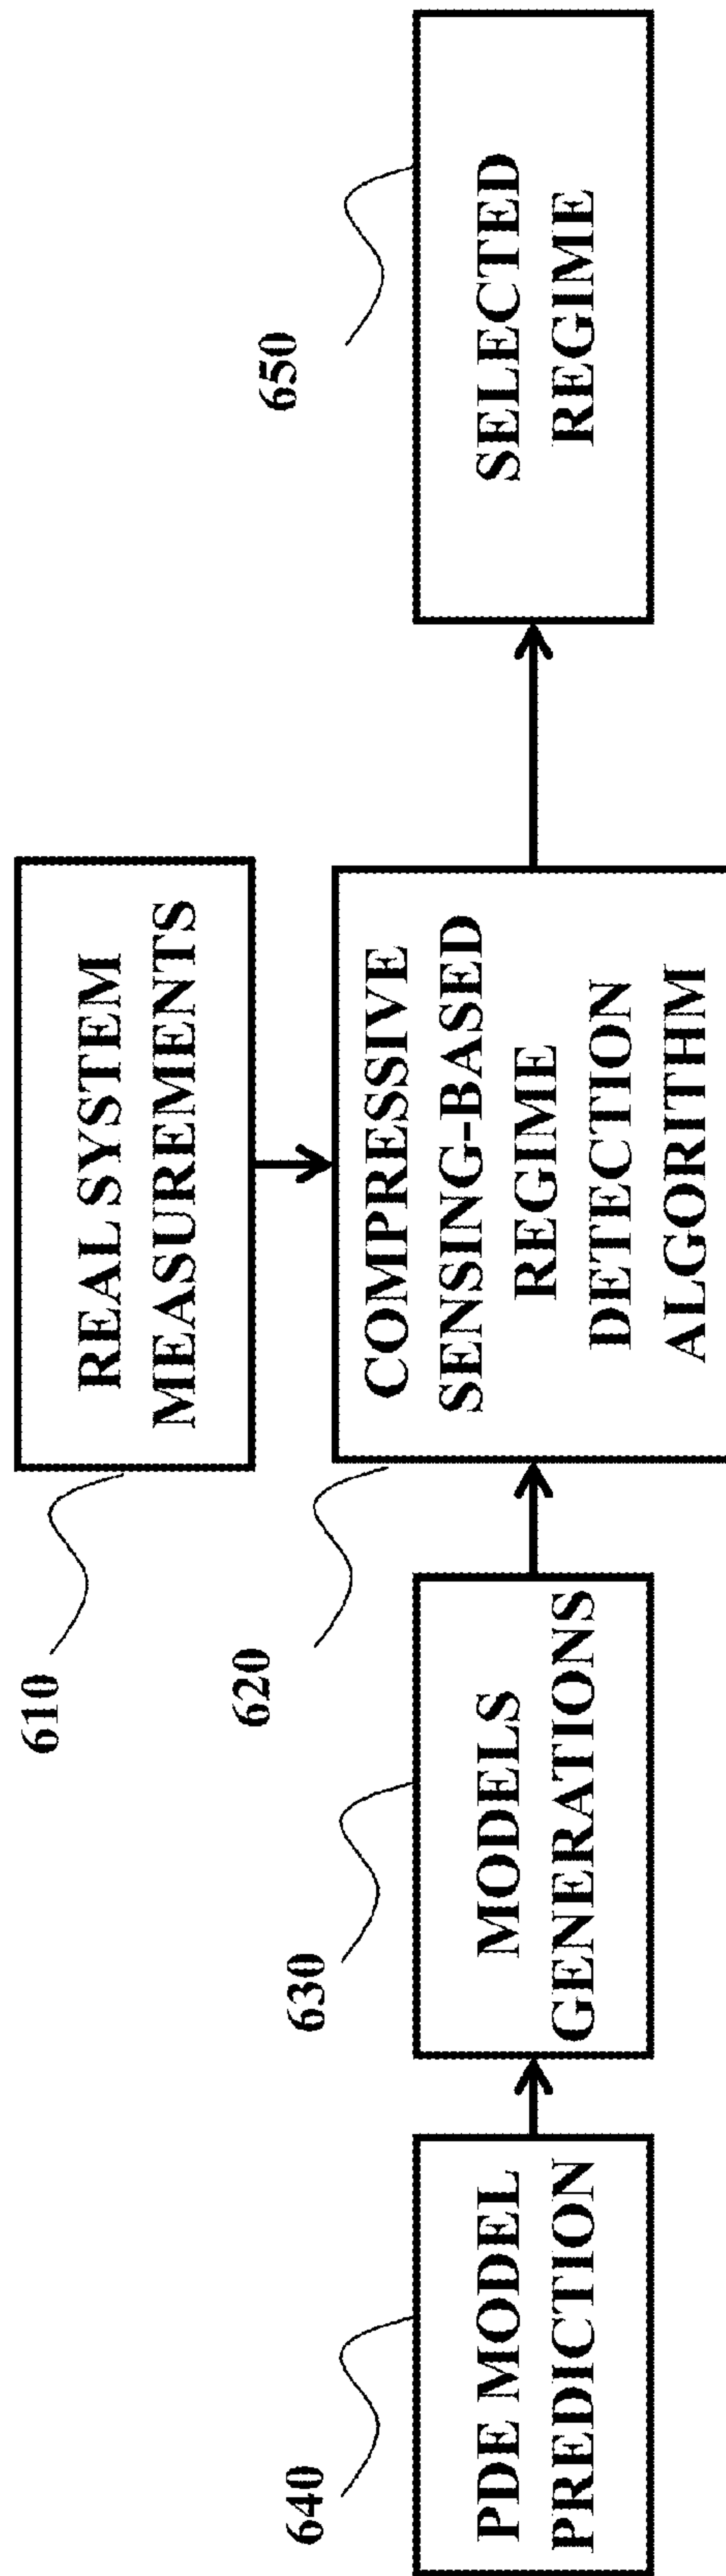 610
REAL SYSTEM
MEASUREMENTS
640
PDE MODEL
PREDICTION
630
MODELS
GENERATIONS
620
COMPRESSIVE
SENSING-BASED
REGIME
DETECTION
ALGORITHM
650
SELECTED
REGIME